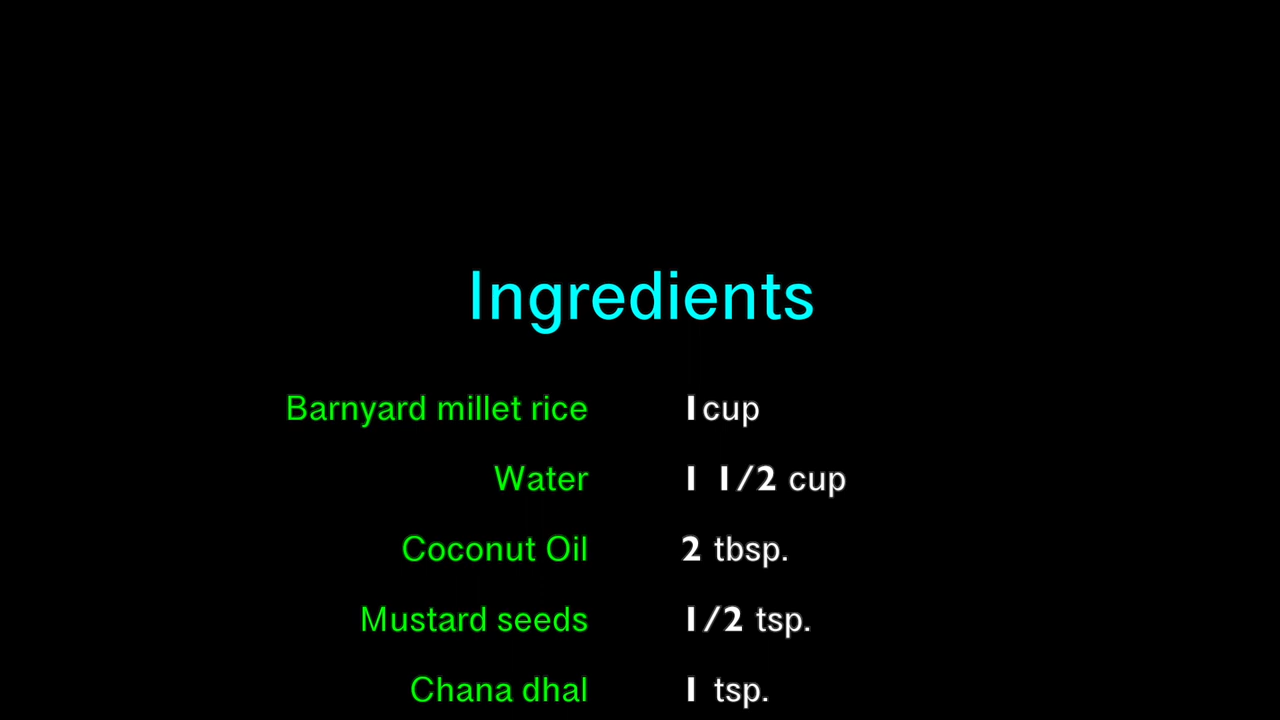 Ingredients
Barnyard millet rice 1 cup
Water 1 1/2 cup
Coconut Oil 2 tbsp.
Mustard seeds 1/2 tsp.
Chana dhal 1 tsp.